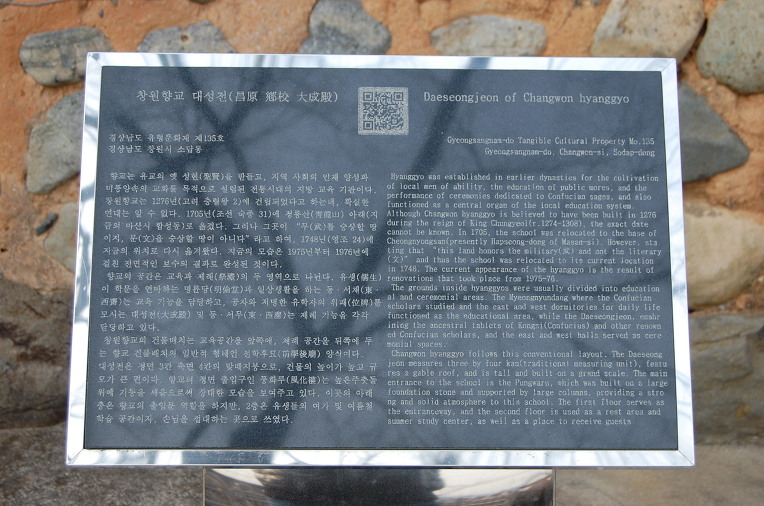 창원향교 대성전(昌原 鄕校 大成殿)
경상남도 유형문화제 제135호
경상남도 창원시 소답동
향교는 유교의 옛 성현(聖賢)을 받들고, 지역 사회의 인재 양성과
미풍양속의 교화를 목적으로 설립된 전통시대의 지방 교육 기관이다.
창원향교는 1276년(고려 충렬왕 2)에 건립되었다고 하는데, 확실한
연대는 알 수 없다. 1705년(조선 숙종 31)에 청룡산(靑龍山) 아래(지
금의 마산시 합성동)로 옮겼다. 그러나 그곳이 “무(武)를 숭상할 땅
이지, 문(文)을 숭상할 땅이 아니다” 라고 하여, 1748년(영조 24)에
지금의 위치로 다시 옮겨왔다. 지금의 모습은 1975년부터 1976년에
걸친 전면적인 보수의 결과로 완성된 것이다.
향교의 공간은 교육과 제례(祭禮)의 두 영역으로 나뉜다. 유생(儒生)
이 학문을 연마하는 명륜당(明倫堂)과 일상생활을 하는 동·서재(東·
西齋)는 교육 기능을 담당하고, 공자와 저명한 유학자의 위패(位牌)를
모시는 대성전(大成殿) 및 동·서무(東·西廡)는 제례 기능을 각각
담당하고 있다.
창원향교의 건물배치는 교육공간을 앞쪽에, 제례 공간을 뒤쪽에 두
는 향교 건물배치의 일반적 형태인 전학후묘(前學後廟) 양식이다.
대성전은 정면 3칸 측면 4칸의 맞배지붕으로, 건물의 높이가 높고 규
모가 큰 편이다. 향교의 정면 출입구인 풍화루(風化樓)는 높은주춧돌
위에 기둥을 세움으로써 장대한 모습을 보여주고 있다. 이곳의 아래
층은 향교의 출입문 역할을 하지만, 2층은 유생들의 여가 및 여름철
학습 공간이자, 손님을 접대하는 곳으로 쓰였다.
Daeseongjeon of Changwon hyanggyo
Gyeongsangnam-do Tangible Cultural Property Mo.135
Gyeongsangnam-do, Changwon-si, Sodap-dong
Hyanggyo was established in earlier dynasties for the cultivation
of local men of ability, the education of public mores, and the
performance of ceremonies dedicated to Confucian sages, and also
functioned as a central organ of the local education system.
Although Changwon hyanggyo is believed to have been built in 1276
during the reign of King Chungyeol(r.1274-1308), the exact date
cannot be known. In 1705, the school was relocated to the base of
Cheongnyongsan(presently Hapseong-dong of Masan-si). However, sta
ting that "this land honors the military(武) and not the literary
(文)" and thus the school was relocated to its current location
in 1748. The current appearance of the hyanggyo is the result of
renovations that took place from 1975-76.
The grounds inside hyanggyos were usually divided into education
al and ceremonial areas. The Myeongnyundang where the Confucian
scholars studied and the east and west dormitories for daily life
functioned as the educational area, while the Daeseongjeon, enshr
ining the ancestral tablets of Kongzi(Confucius) and other renown
ed Confucian scholars, and the east and west halls served as cere
monial spaces.
Changwon hyanggyo follows this conventional layout. The Daeseong
jeon measures three by four kan(traditional measuring unit), featu
res a gable roof, and is tall and built on a grand scale. The main
entrance to the school is the Pungwaru, which was built on a large
foundation stone and supported by large columns, providing a stro
ng and solid atmosphere to this school. The first floor serves as
the entranceway, and the second floor is used as a rest area and
summer study center, as well as a place to receive guests